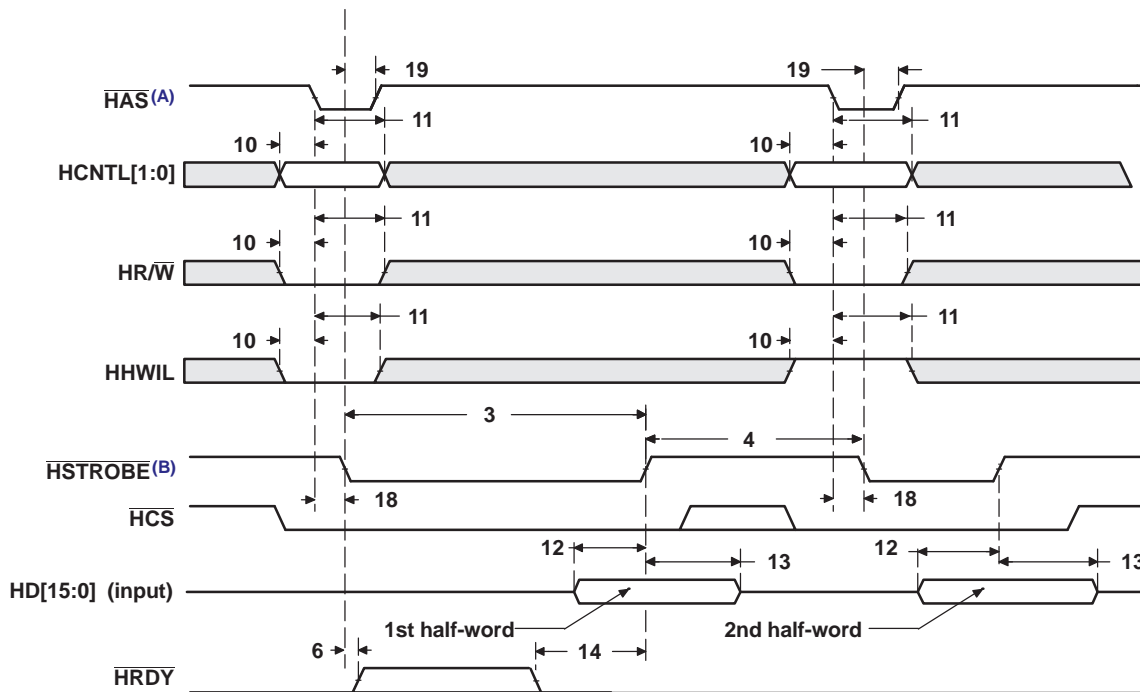 19
19
HAS(A)
11
11
10
10
HCNTL[1:0]
11
11
10
10
HR/W
11
11
10
10
HHWIL
3
4
HSTROBE(B)
18
18
HCS
12
13
12
13
HD[15:0] (input)
1st half-word
2nd half-word
6
14
HRDY